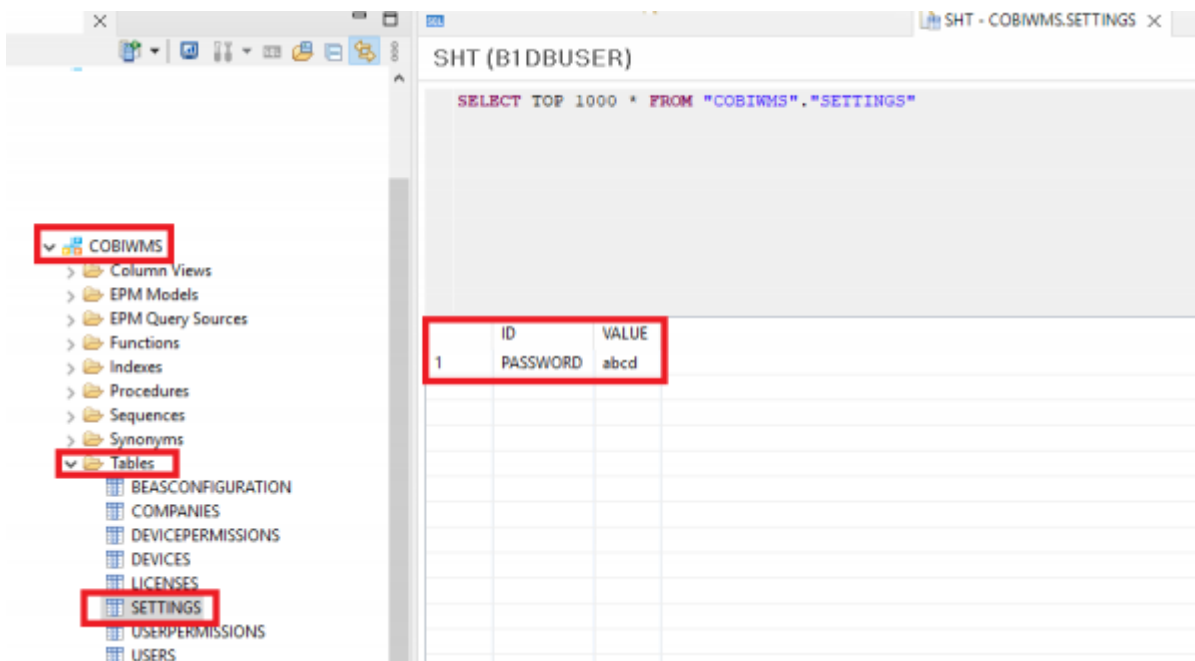 SHT - COBIWMS.SETTINGS
SHT (B1DBUSER)
SELECT TOP 1000 * FROM "COBIWMS"."SETTINGS"
COBIWMS
Column Views
EPM Models
EPM Query Sources
Functions
Indexes
Procedures
Sequences
Synonyms
Tables
BEASCONFIGURATION
COMPANIES
DEVICEPERMISSIONS
DEVICES
LICENSES
SETTINGS
USERPERMISSIONS
USERS
ID VALUE
1 PASSWORD abcd